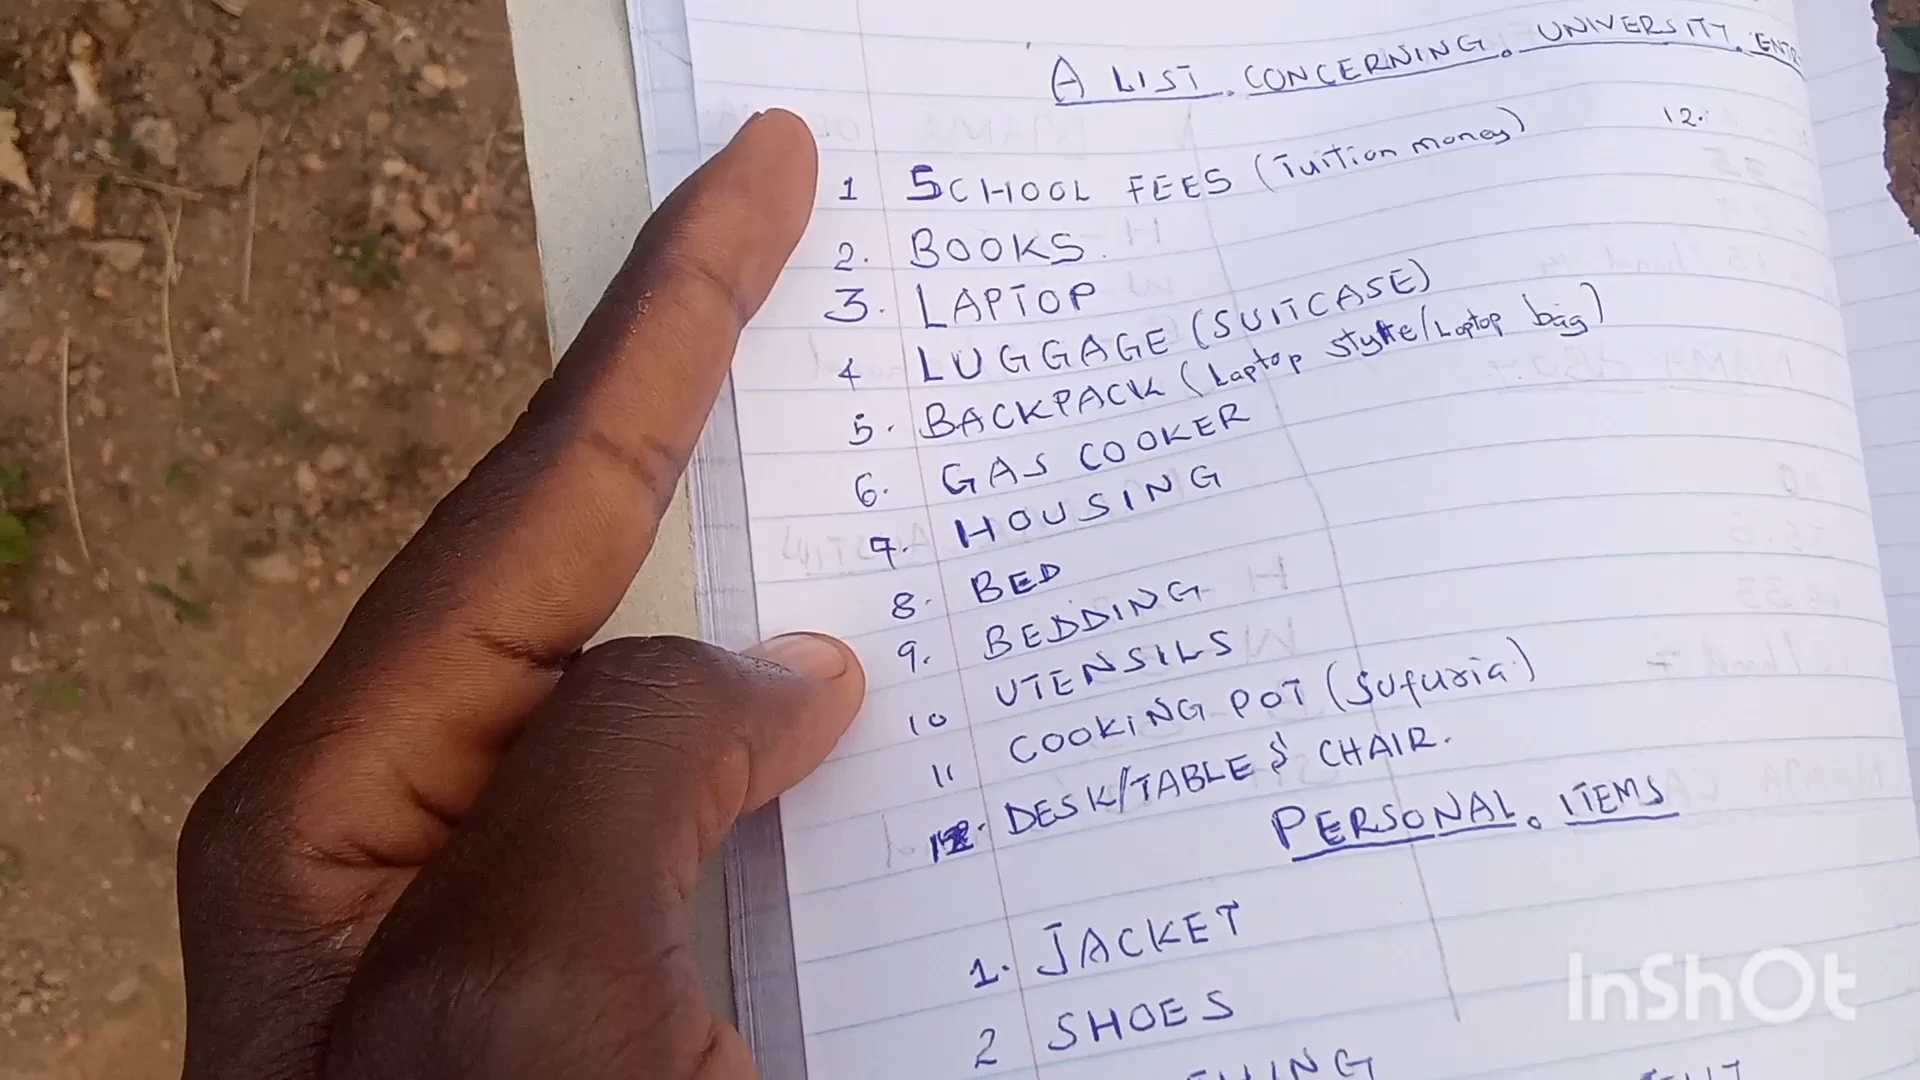 A LIST. CONCERNING. UNIVERSITY.
12.
1 SCHOOL FEES (Tuition money)
2. BOOKS.
3. LAPTOP
4 LUGGAGE (SUITCASE)
5. BACKPACK (Laptop style/Laptop bag)
6. GAS COOKER
7. HOUSING
8. BED
9. BEDDING
10 UTENSILS
11 COOKING POT (Sufuria)
12. DESK/TABLE & CHAIR.
PERSONAL. ITEMS
1. JACKET
2 SHOES
InShOt